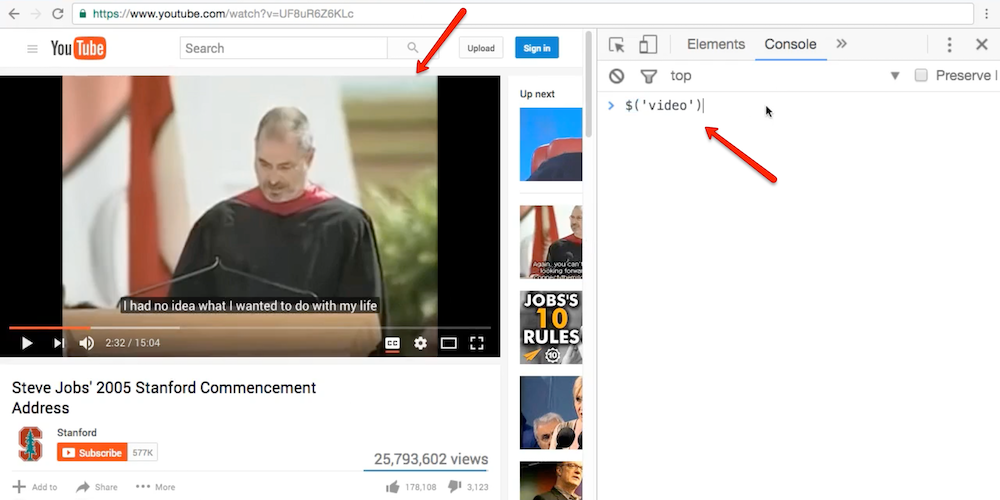 https://www.youtube.com/watch?v=UF8uR6Z6KLc
YouTube
Search
Upload
Sign in
Up next
I had no idea what I wanted to do with my life
2:32 / 15:04
CC
Steve Jobs' 2005 Stanford Commencement
Address
Stanford
Subscribe 577K
25,793,602 views
Add to
Share
More
178,108
3,123
Again, you can't
looking forward
JOBS'S
10
RULES
Elements
Console
top
Preserve l
$('video')